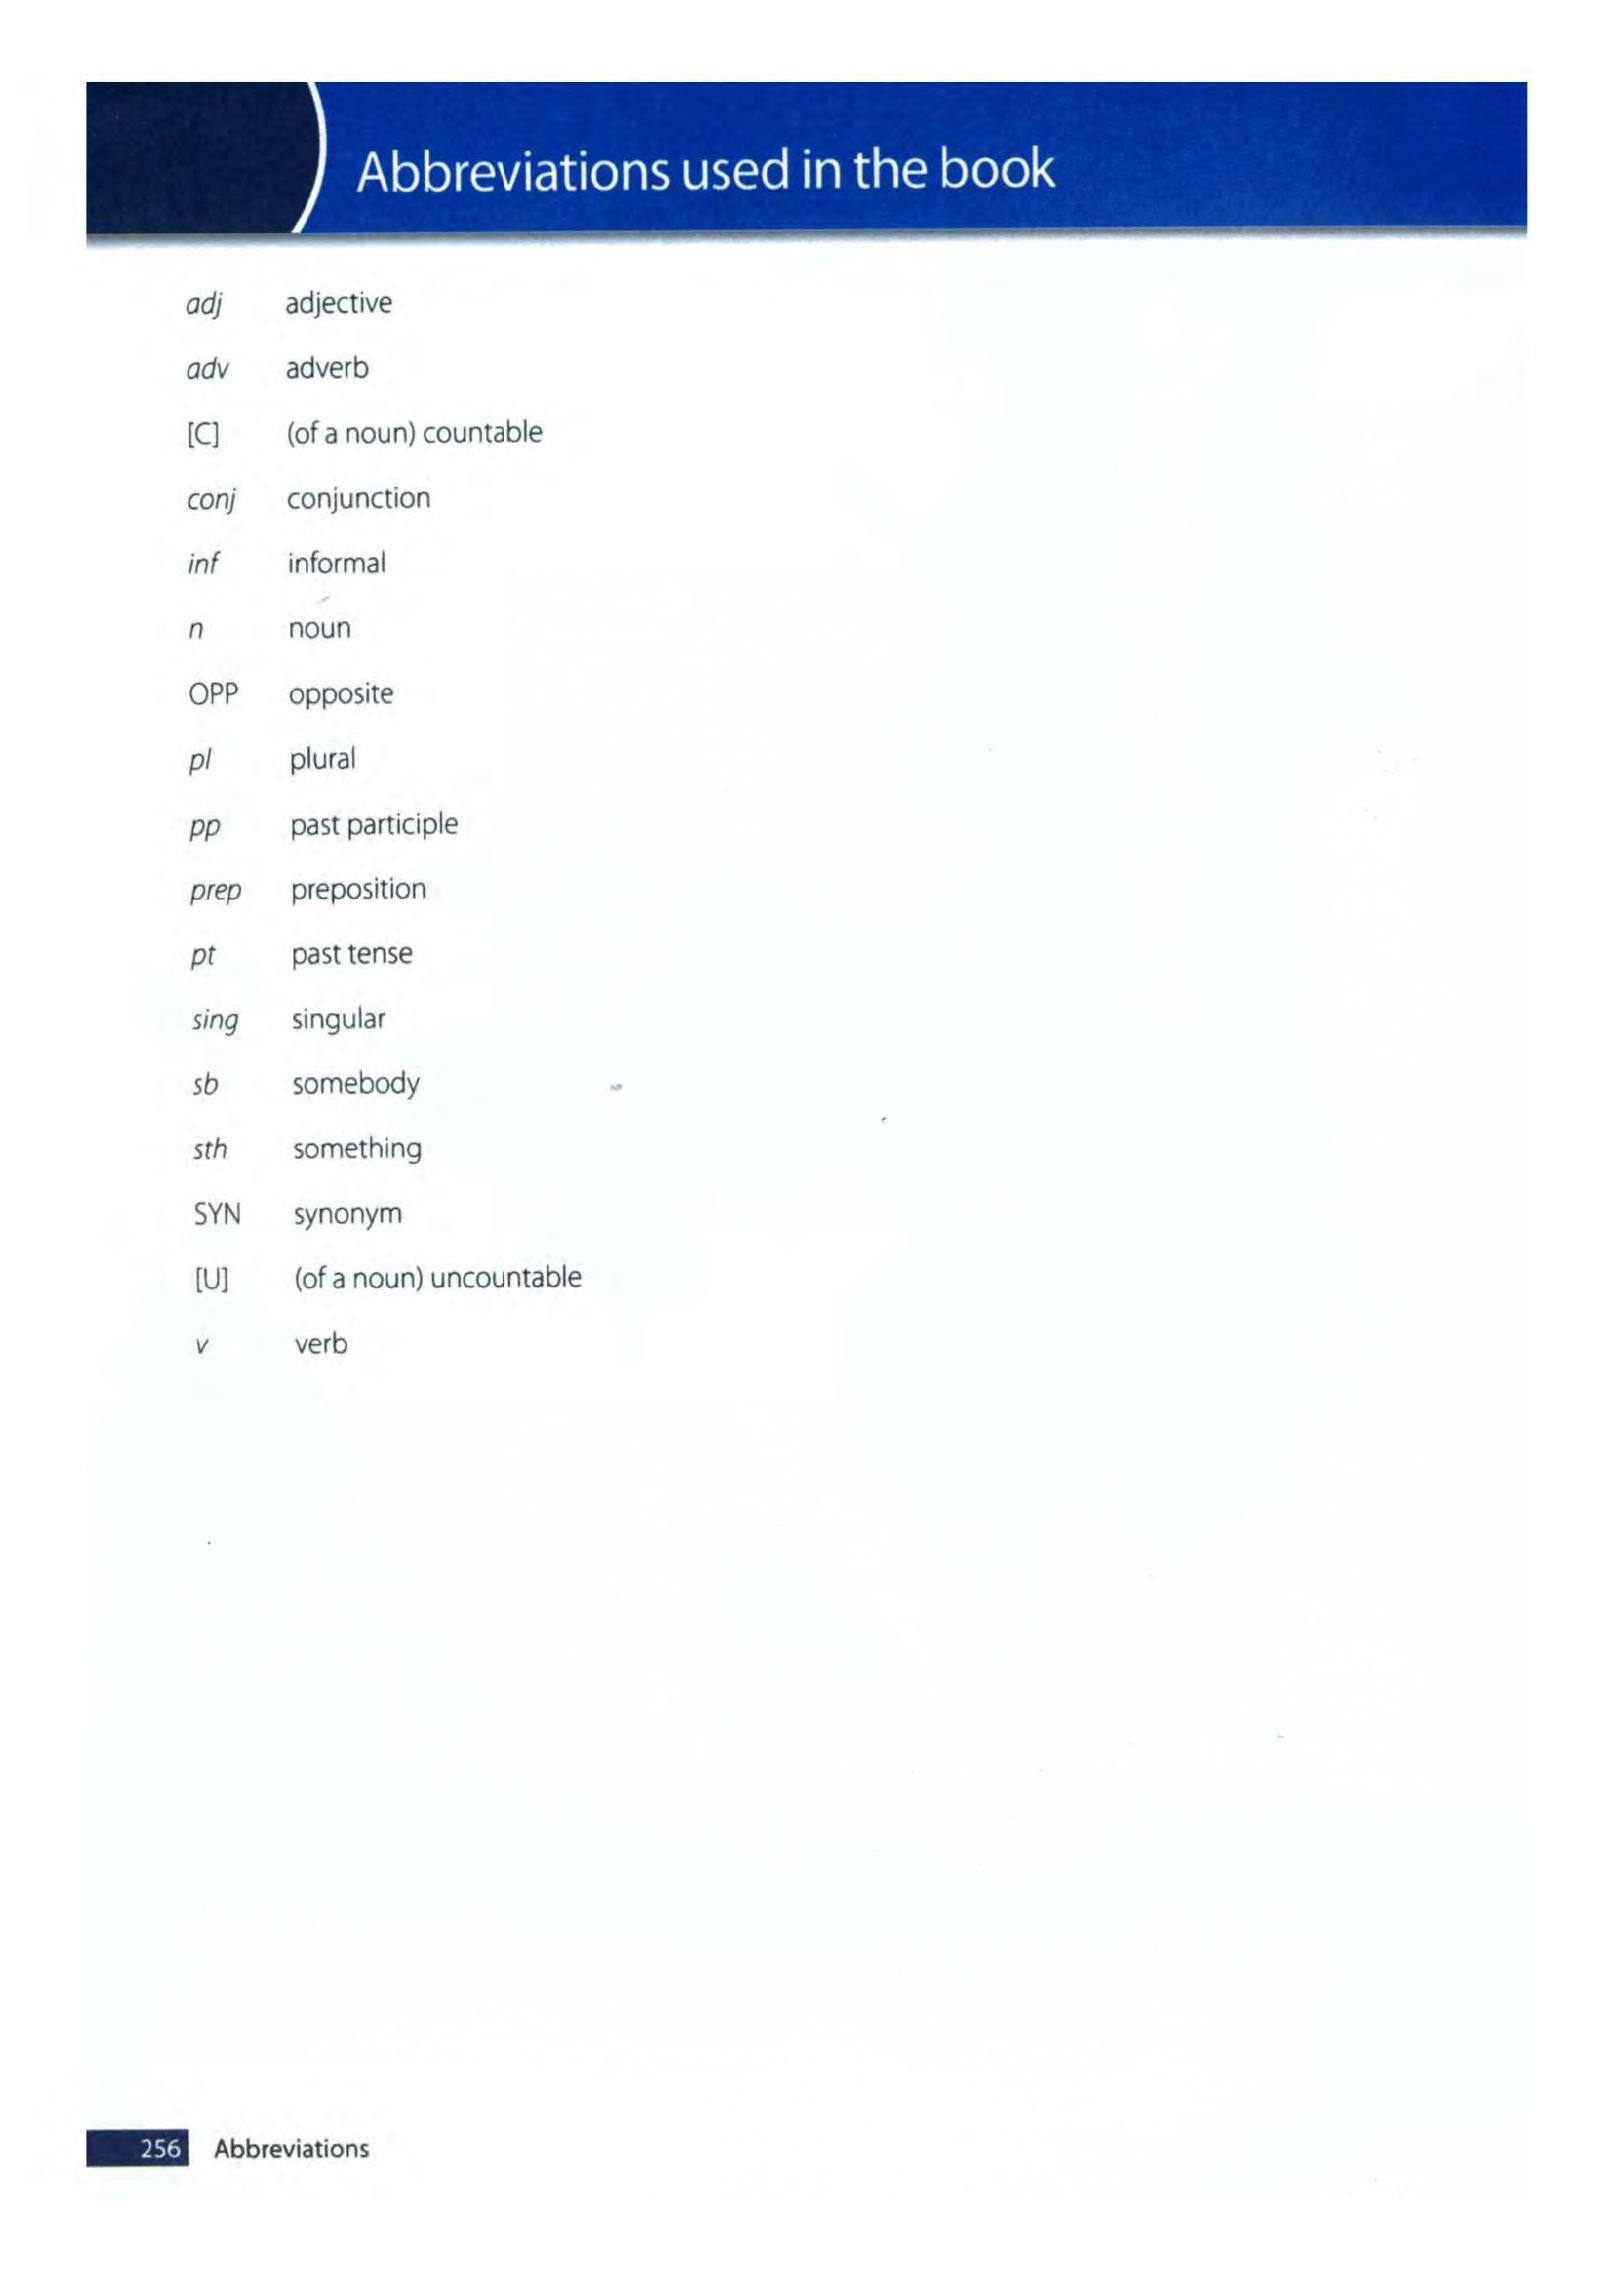 Abbreviations used in the book
adj adjective
adv adverb
[C] (of a noun) countable
conj conjunction
inf informal
n noun
OPP opposite
pl plural
pp past participle
prep preposition
pt past tense
sing singular
sb somebody
sth something
SYN synonym
[U] (of a noun) uncountable
v verb
256 Abbreviations